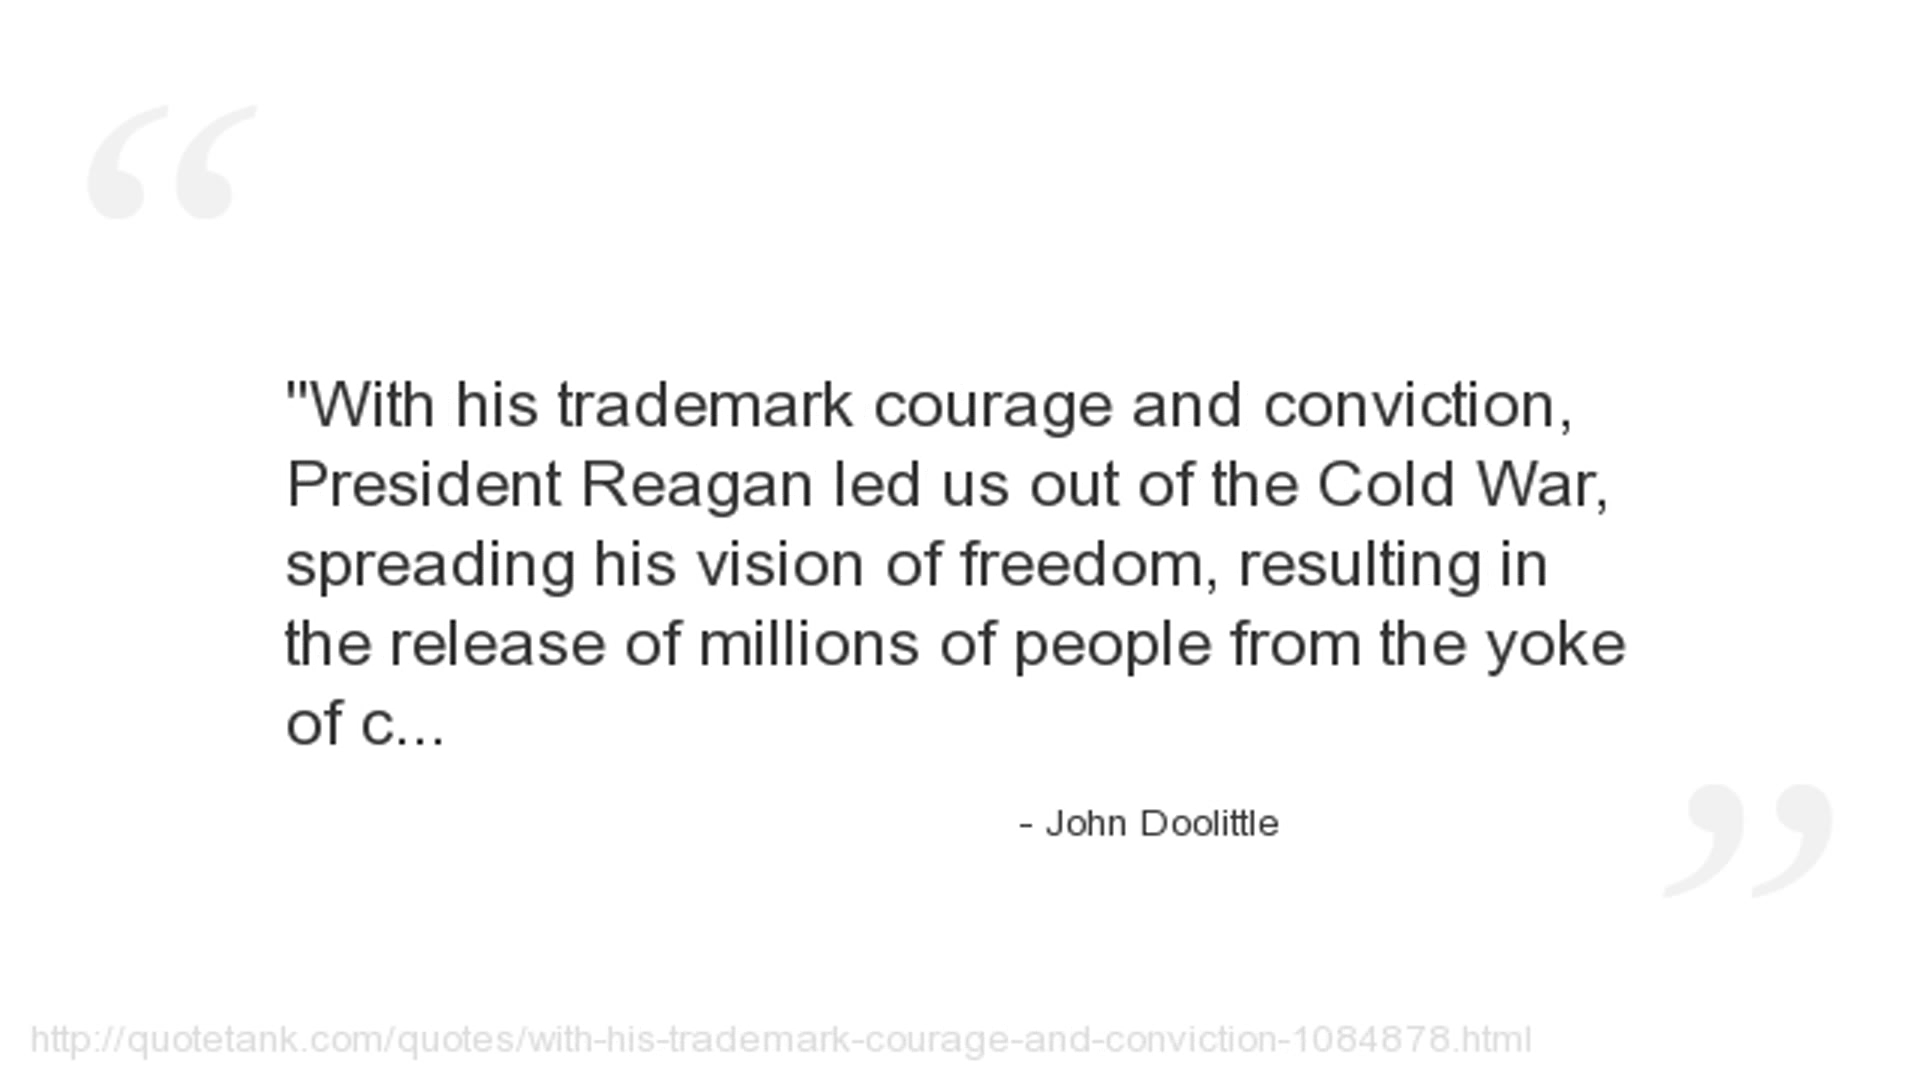 "With his trademark courage and conviction,
President Reagan led us out of the Cold War,
spreading his vision of freedom, resulting in
the release of millions of people from the yoke
of c...
- John Doolittle
http://quotetank.com/quotes/with-his-trademark-courage-and-conviction-1084878.html